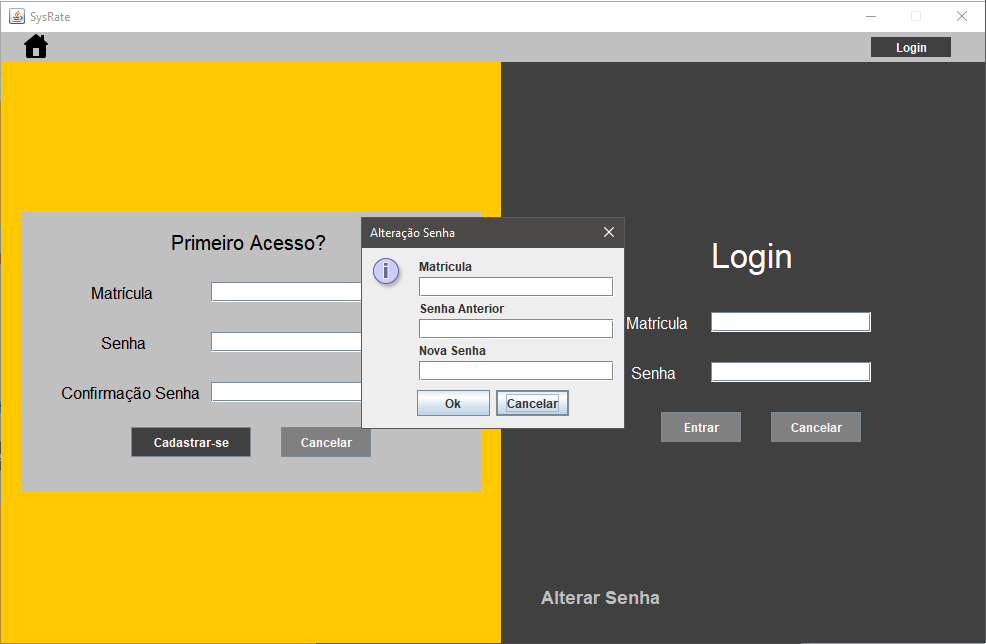 SysRate
Login
Primeiro Acesso?
Matrícula
Senha
Confirmação Senha
Cadastrar-se
Cancelar
Alteração Senha
Matricula
Senha Anterior
Nova Senha
Ok
Cancelar
Login
Matrícula
Senha
Entrar
Cancelar
Alterar Senha